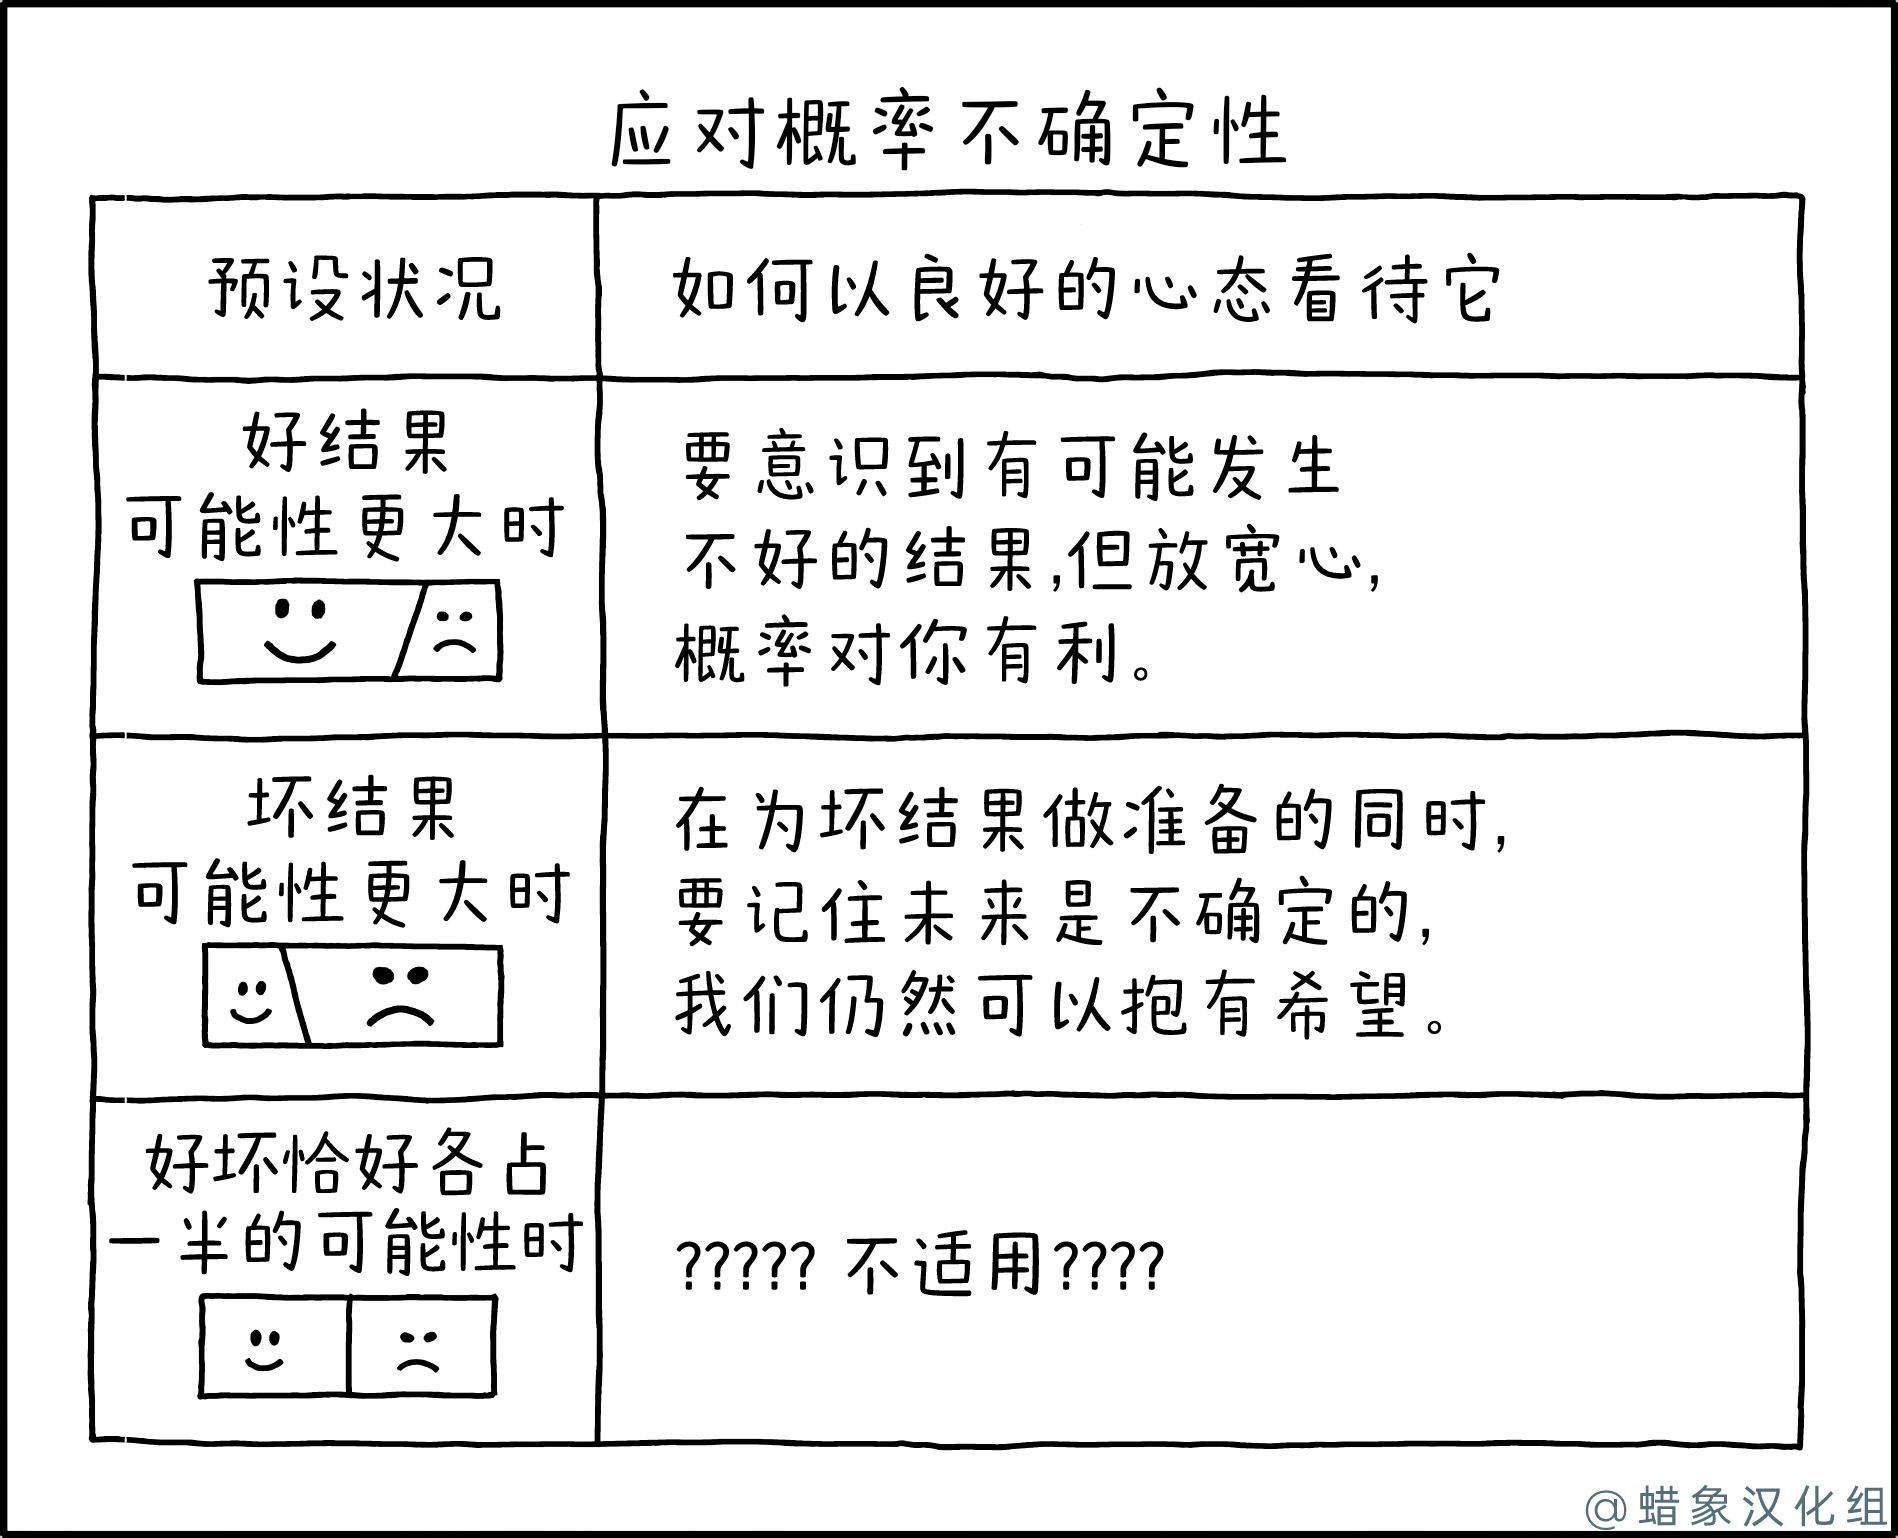 应对概率不确定性
预设状况
如何以良好的心态看待它
好结果
可能性更大时
要意识到有可能发生
不好的结果,但放宽心,
概率对你有利。
坏结果
可能性更大时
在为坏结果做准备的同时,
要记住未来是不确定的,
我们仍然可以抱有希望。
好坏恰好各占
一半的可能性时
????? 不适用????
@蜡象汉化组